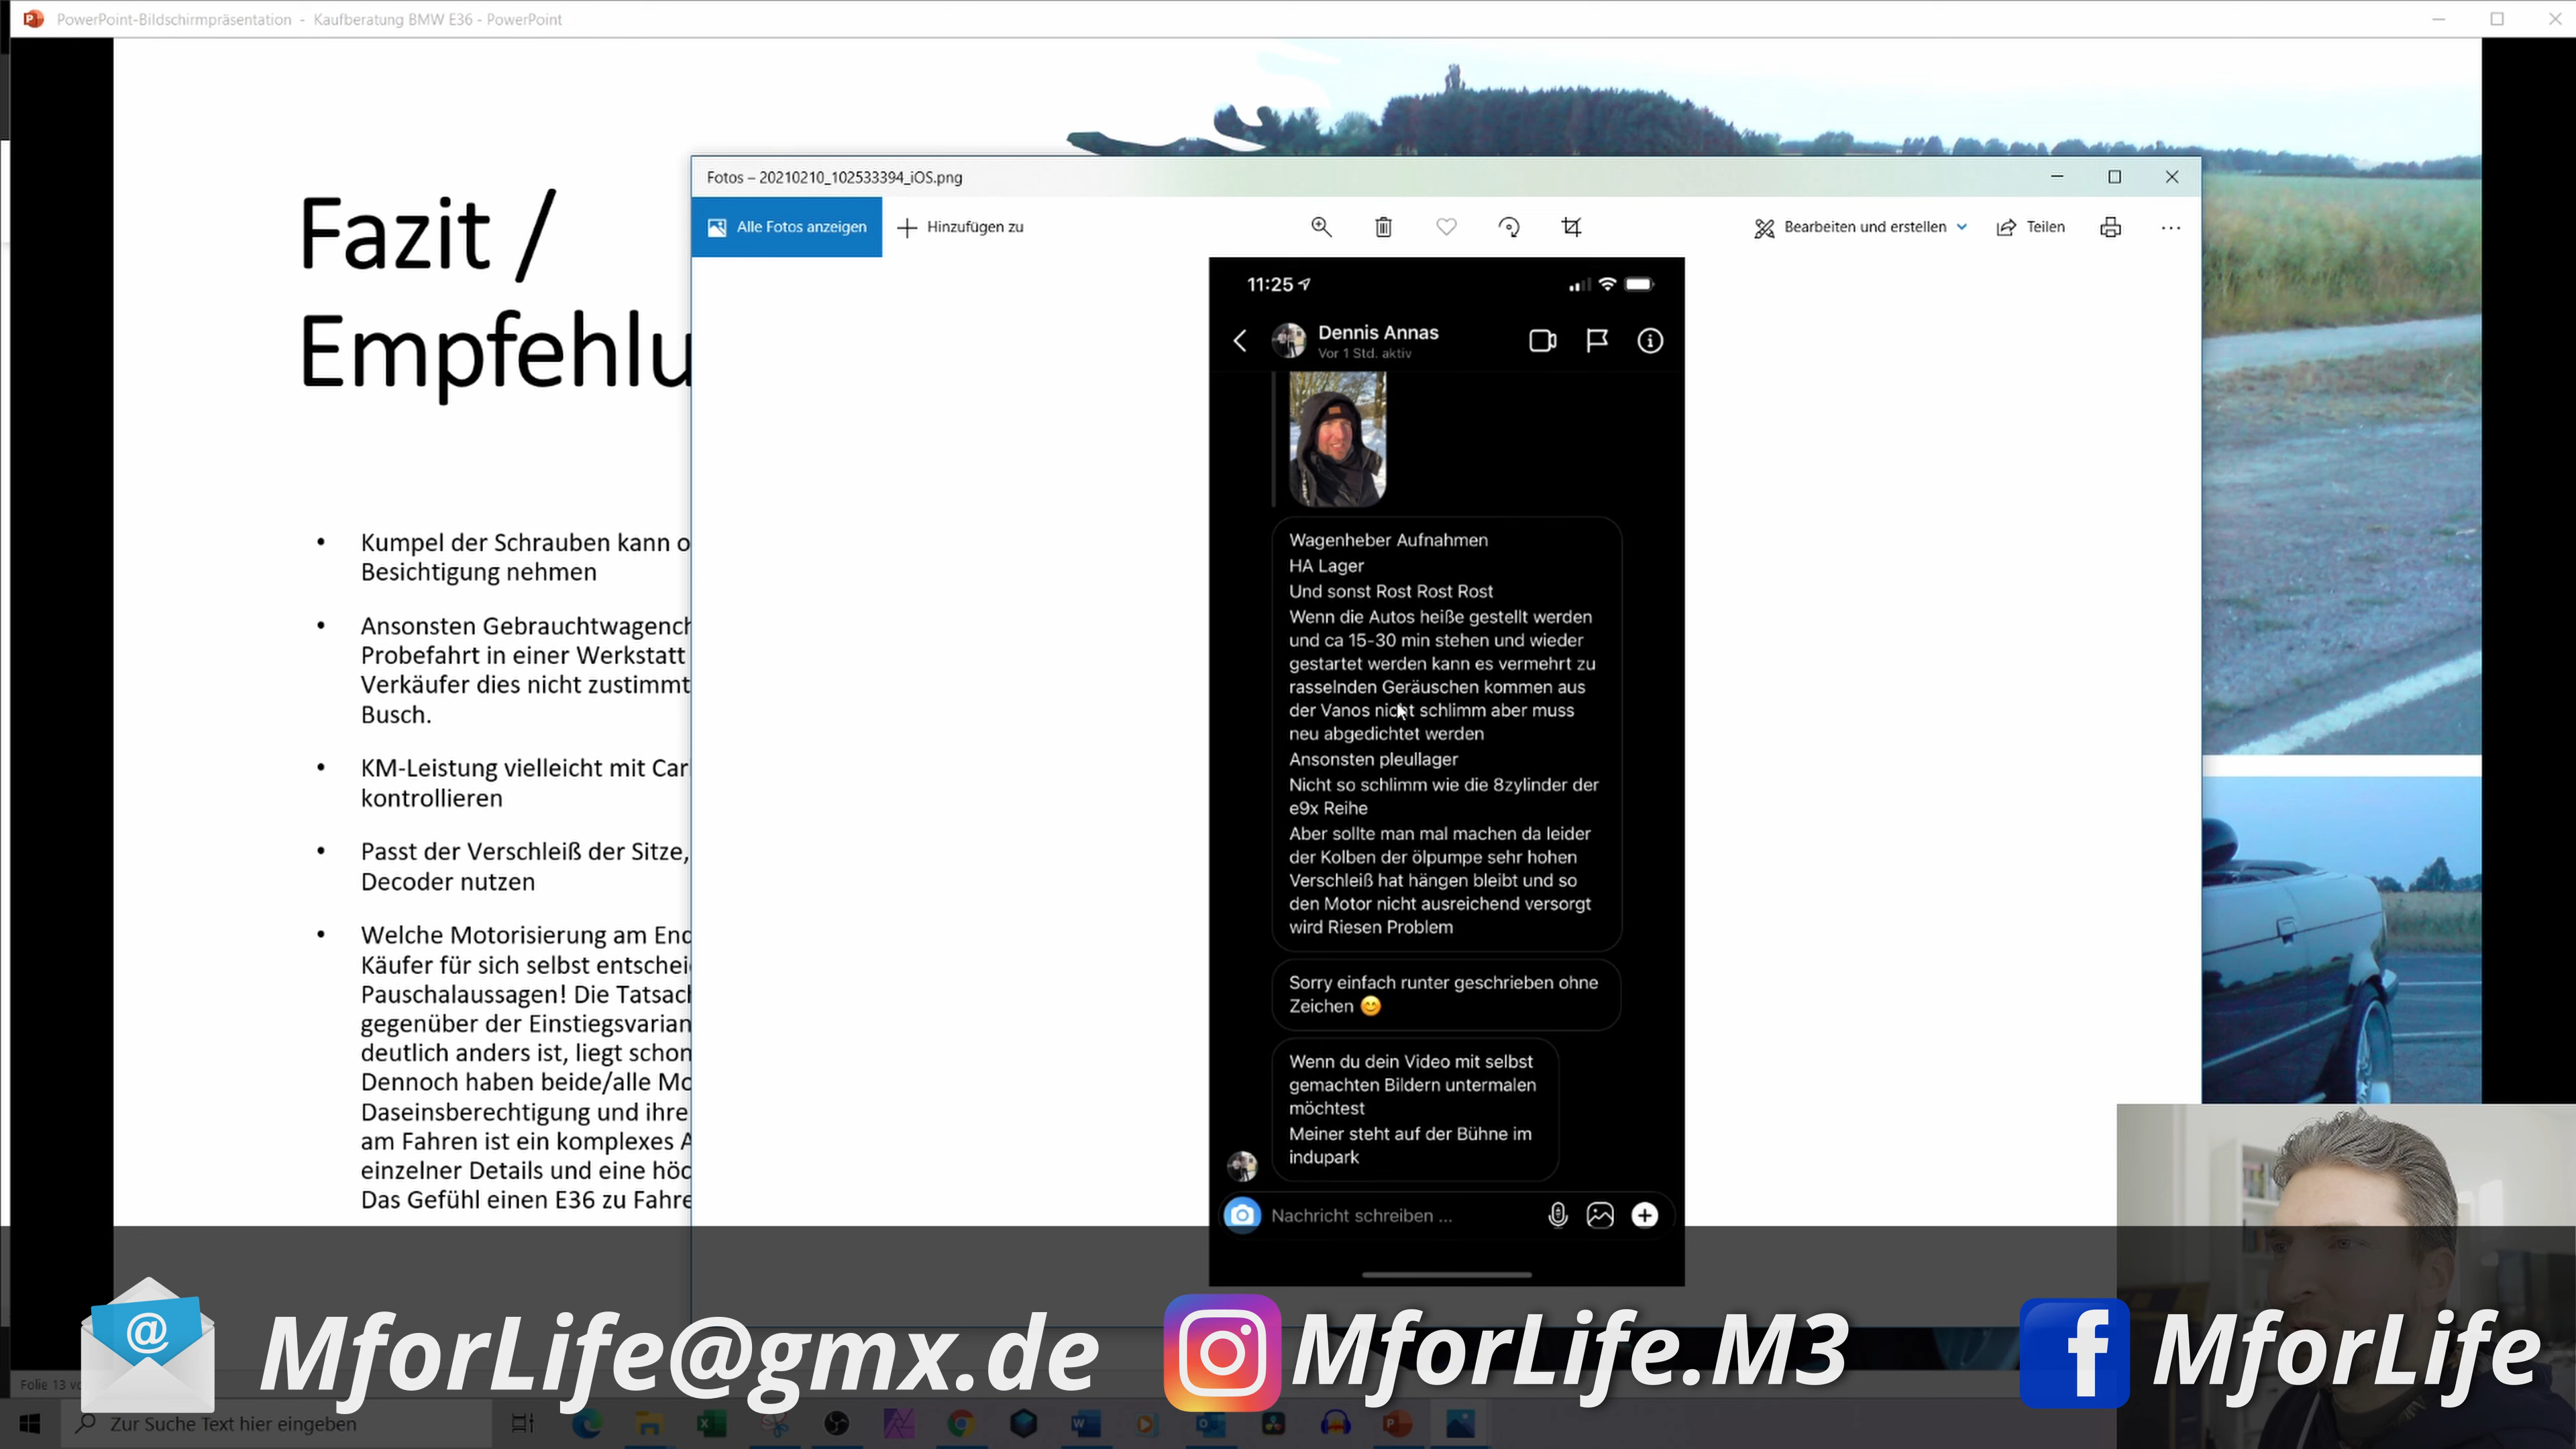 PowerPoint-Bildschirmpräsentation - Kaufberatung BMW E36 - PowerPoint
Fazit /
Empfehlu
Kumpel der Schrauben kann o
Besichtigung nehmen
Ansonsten Gebrauchtwagench
Probefahrt in einer Werkstatt
Verkäufer dies nicht zustimmt
Busch.
KM-Leistung vielleicht mit Car
kontrollieren
Passt der Verschleiß der Sitze,
Decoder nutzen
Welche Motorisierung am End
Käufer für sich selbst entschei
Pauschalaussagen! Die Tatsach
gegenüber der Einstiegsvarian
deutlich anders ist, liegt schon
Dennoch haben beide/alle Mo
Daseinsberechtigung und ihre
am Fahren ist ein komplexes A
einzelner Details und eine höc
Das Gefühl einen E36 zu Fahre
Fotos – 20210210_102533394_iOS.png
Alle Fotos anzeigen
Hinzufügen zu
Bearbeiten und erstellen
Teilen
11:25
Dennis Annas
Vor 1 Std. aktiv
Wagenheber Aufnahmen
HA Lager
Und sonst Rost Rost Rost
Wenn die Autos heiße gestellt werden
und ca 15-30 min stehen und wieder
gestartet werden kann es vermehrt zu
rasselnden Geräuschen kommen aus
der Vanos nicht schlimm aber muss
neu abgedichtet werden
Ansonsten pleullager
Nicht so schlimm wie die 8zylinder der
e9x Reihe
Aber sollte man mal machen da leider
der Kolben der ölpumpe sehr hohen
Verschleiß hat hängen bleibt und so
den Motor nicht ausreichend versorgt
wird Riesen Problem
Sorry einfach runter geschrieben ohne
Zeichen 😊
Wenn du dein Video mit selbst
gemachten Bildern untermalen
möchtest
Meiner steht auf der Bühne im
indupark
Nachricht schreiben ...
MforLife@gmx.de
MforLife.M3
MforLife
Folie 13
Zur Suche Text hier eingeben